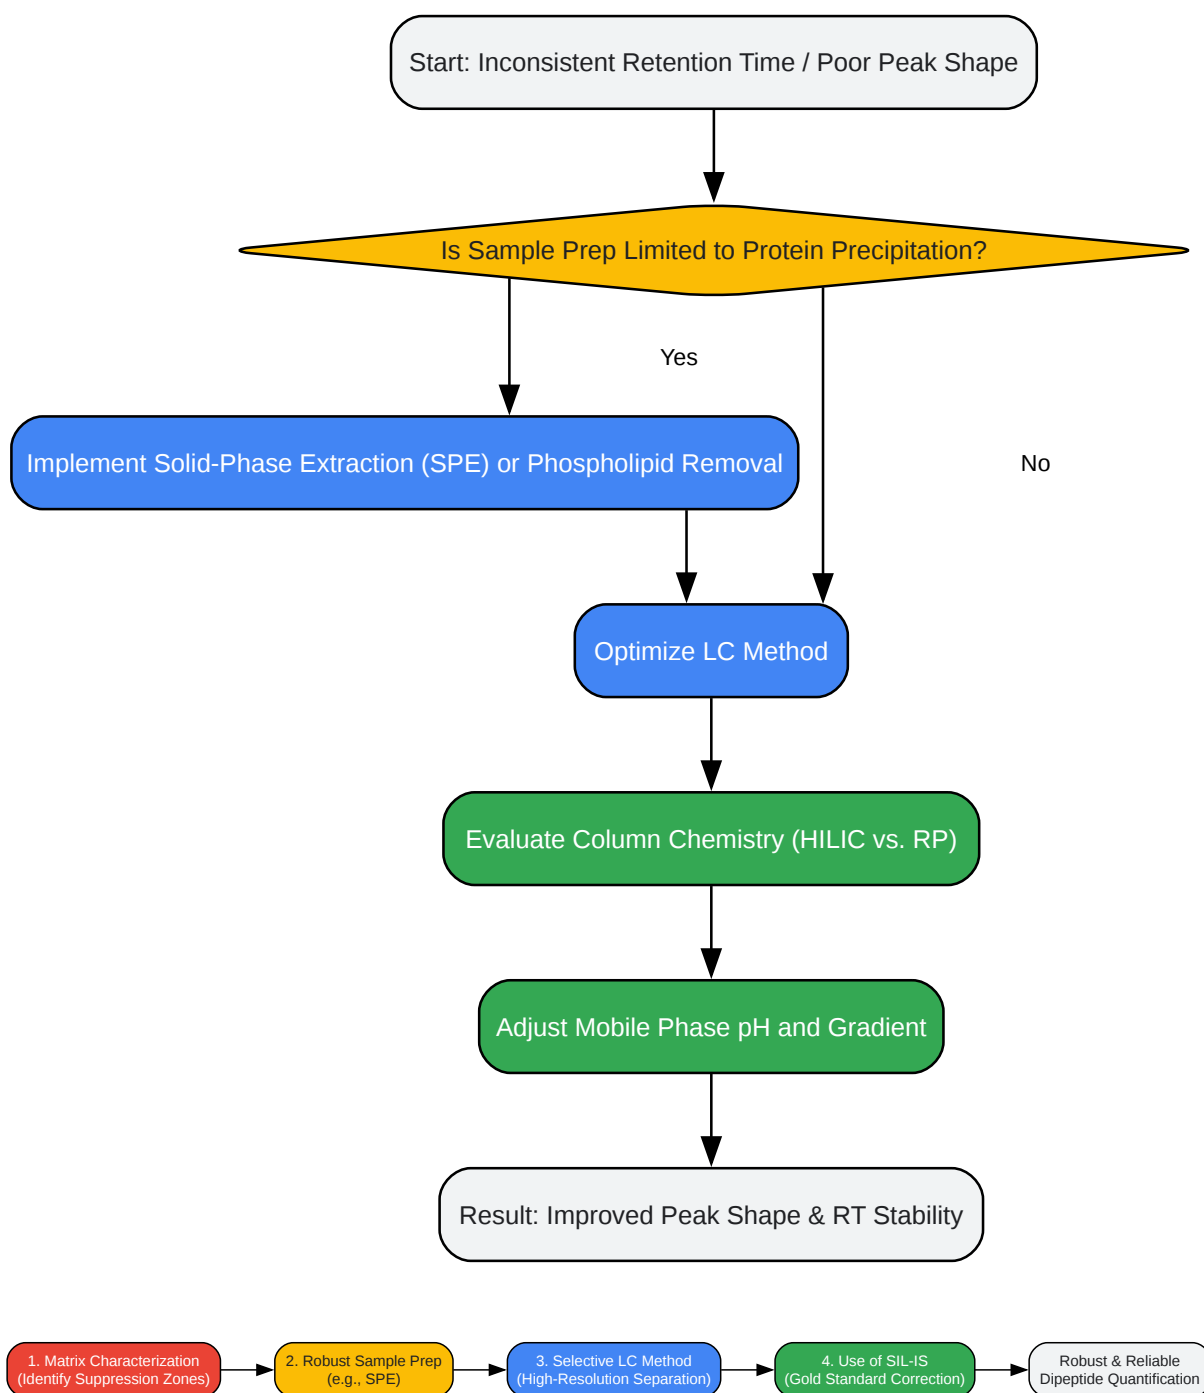 Start: Inconsistent Retention Time / Poor Peak Shape
Is Sample Prep Limited to Protein Precipitation?
Yes
Implement Solid-Phase Extraction (SPE) or Phospholipid Removal
No
Optimize LC Method
Evaluate Column Chemistry (HILIC vs. RP)
Adjust Mobile Phase pH and Gradient
Result: Improved Peak Shape & RT Stability
1. Matrix Characterization
(Identify Suppression Zones)
2. Robust Sample Prep
(e.g., SPE)
3. Selective LC Method
(High-Resolution Separation)
4. Use of SIL-IS
(Gold Standard Correction)
Robust & Reliable
Dipeptide Quantification